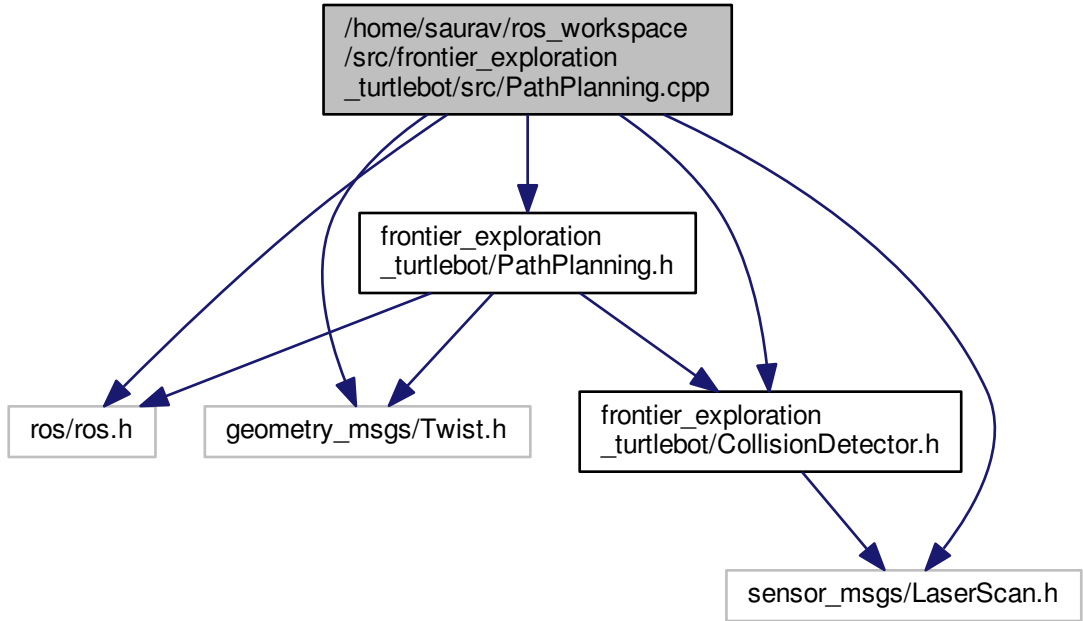 /home/saurav/ros_workspace
/src/frontier_exploration
_turtlebot/src/PathPlanning.cpp
frontier_exploration
_turtlebot/PathPlanning.h
ros/ros.h
geometry_msgs/Twist.h
frontier_exploration
_turtlebot/CollisionDetector.h
sensor_msgs/LaserScan.h